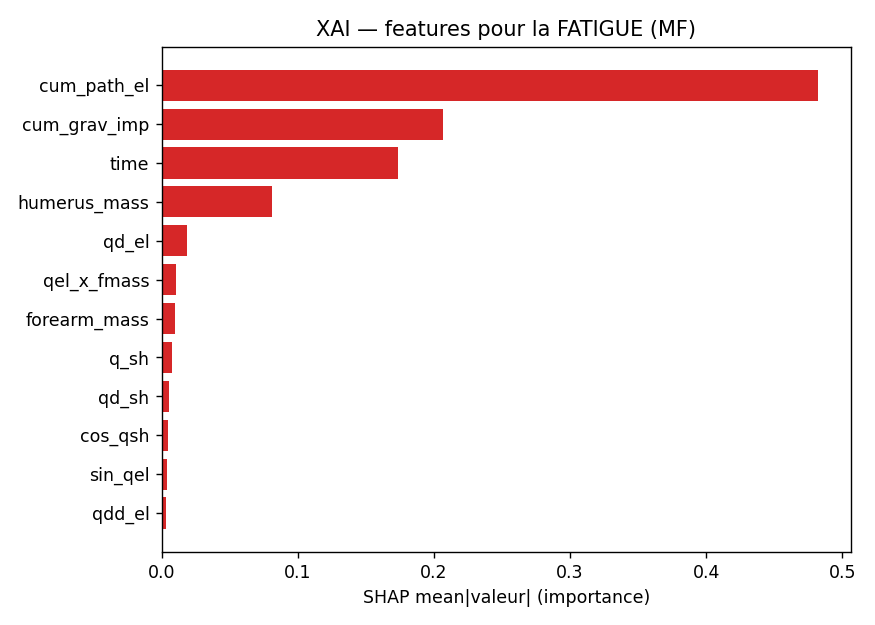 XAI — features pour la FATIGUE (MF)
cum_path_el
cum_grav_imp
time
humerus_mass
qd_el
qel_x_fmass
forearm_mass
q_sh
qd_sh
cos_qsh
sin_qel
qdd_el
0.0 0.1 0.2 0.3 0.4 0.5
SHAP mean|valeur| (importance)